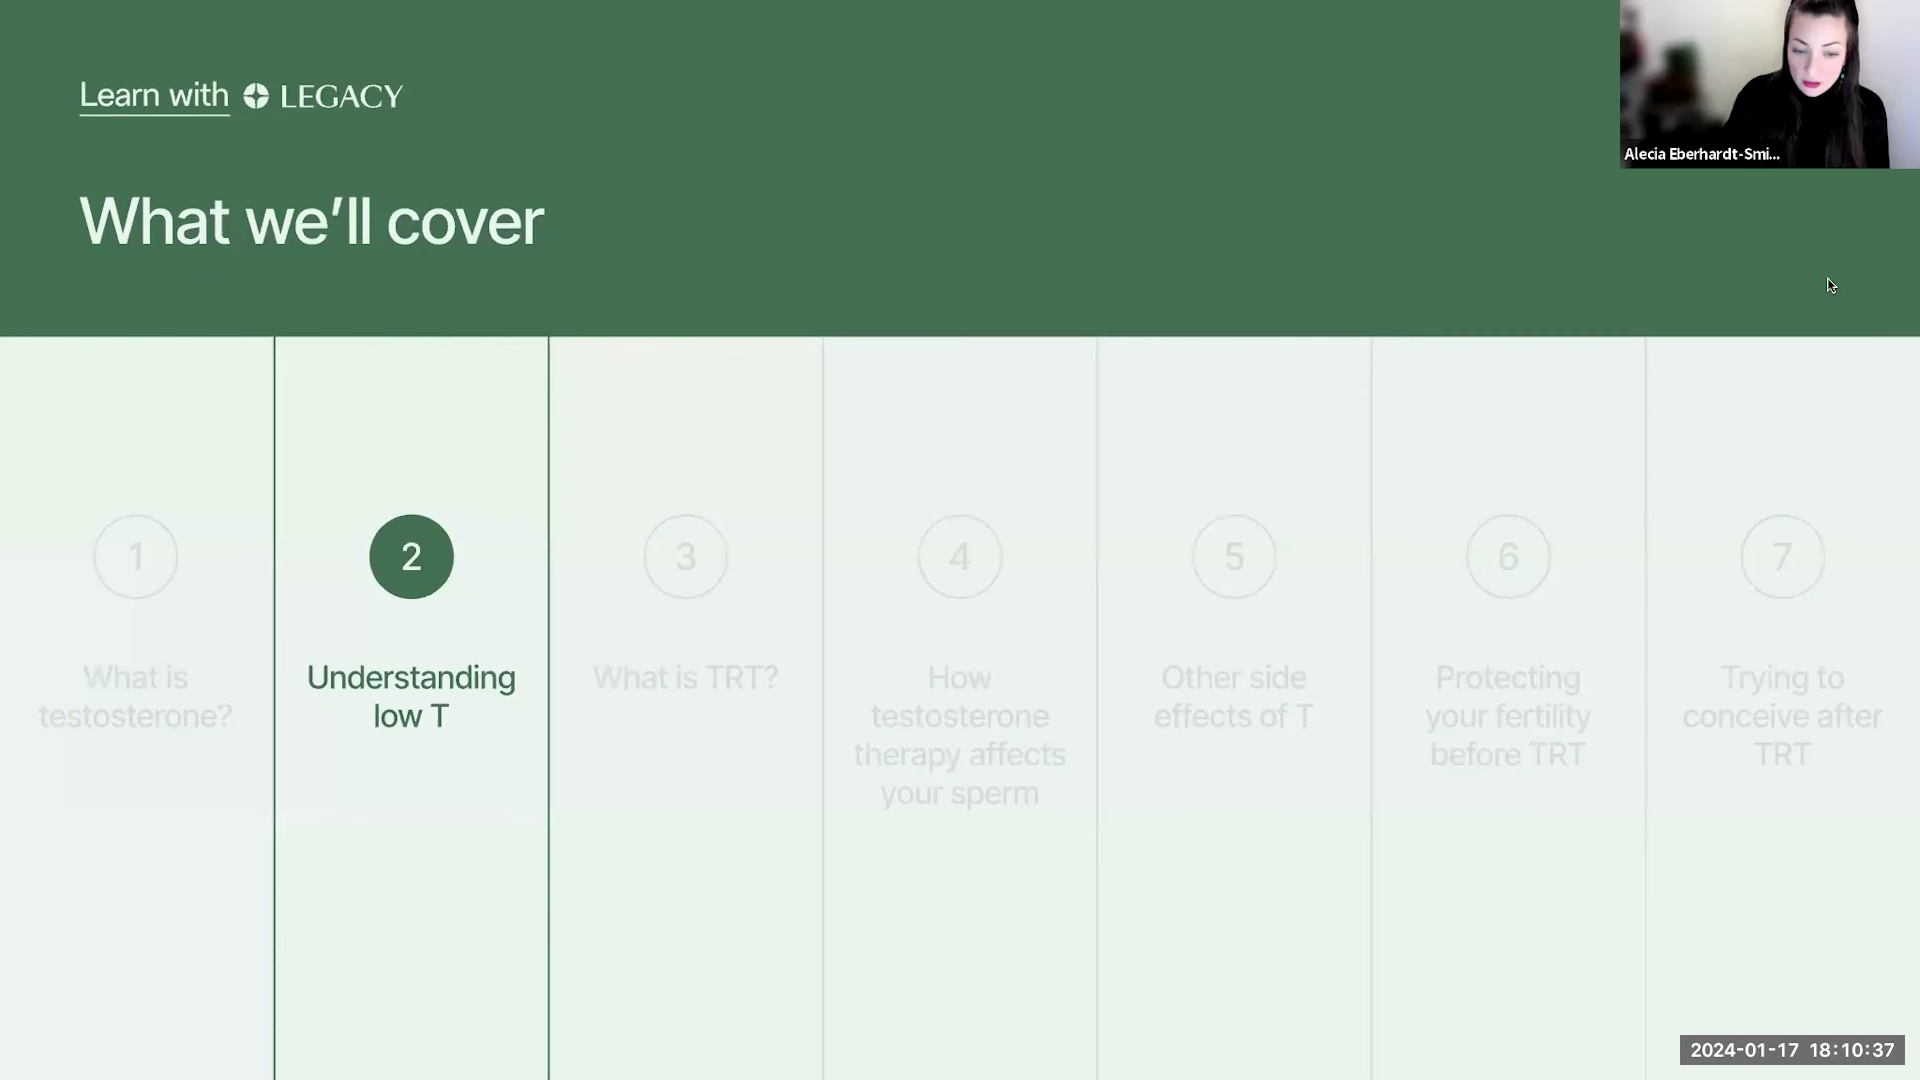 Learn with LEGACY
Alecia Eberhardt-Smi...
What we’ll cover
1
What is
testosterone?
2
Understanding
low T
3
What is TRT?
4
How
testosterone
therapy affects
your sperm
5
Other side
effects of T
6
Protecting
your fertility
before TRT
7
Trying to
conceive after
TRT
2024-01-17 18:10:37